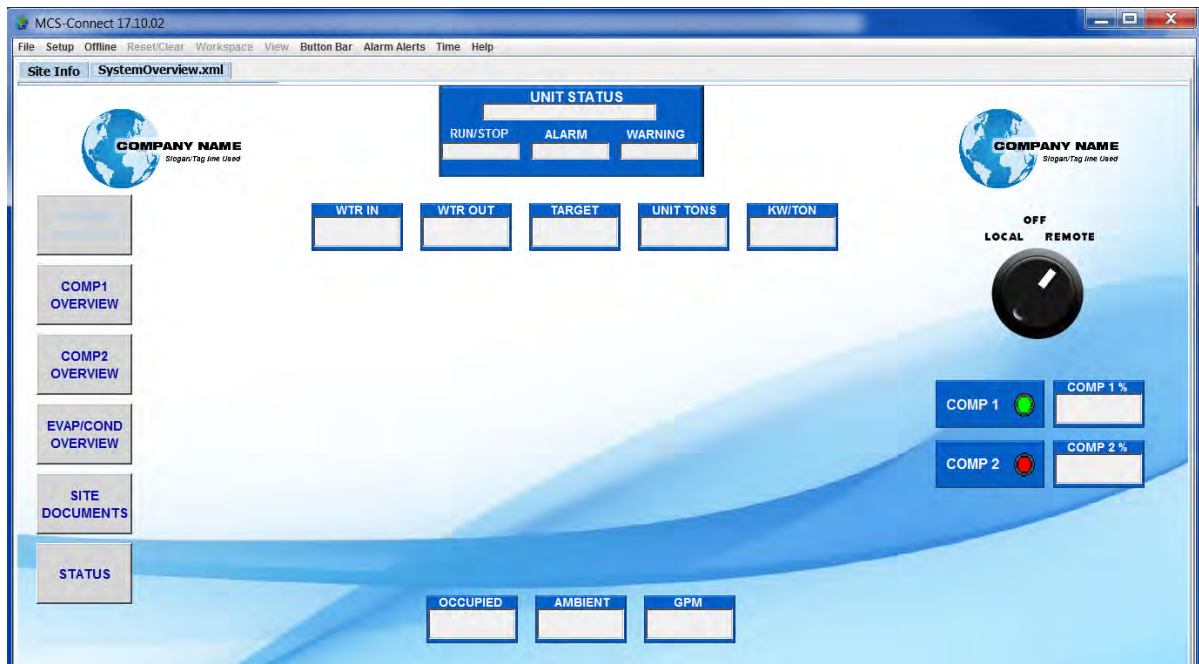 MCS-Connect 17.10.02
File Setup Offline Reset/Clear Workspace View Button Bar Alarm Alerts Time Help
Site Info SystemOverview.xml
UNIT STATUS
RUN/STOP ALARM WARNING
COMPANY NAME
Slogan/Tag line Used
COMPANY NAME
Slogan/Tag line Used
WTR IN WTR OUT TARGET UNIT TONS KW/TON
OFF
LOCAL REMOTE
COMP1
OVERVIEW
COMP2
OVERVIEW
EVAP/COND
OVERVIEW
SITE
DOCUMENTS
STATUS
COMP 1 COMP 1 %
COMP 2 COMP 2 %
OCCUPIED AMBIENT GPM